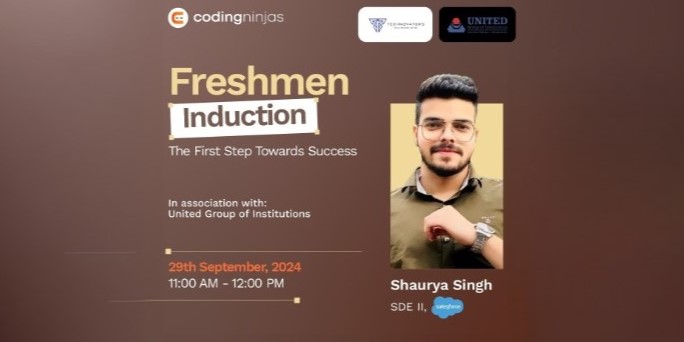 codingninjas
UNITED
Freshmen
Induction
The First Step Towards Success
In association with:
United Group of Institutions
29th September, 2024
11:00 AM - 12:00 PM
Shaurya Singh
SDE II, salesforce